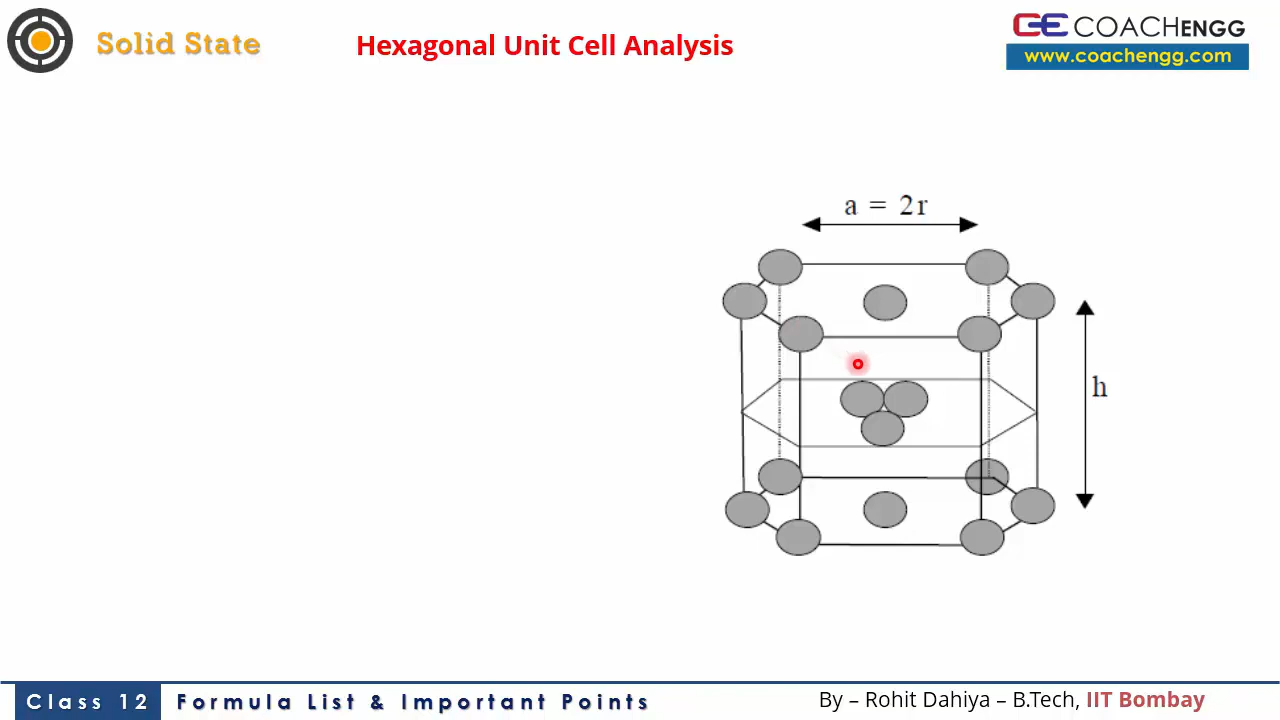 Solid State
Hexagonal Unit Cell Analysis
CE COACHENGG
www.coachengg.com
a = 2r
h
Class 12
Formula List & Important Points
By – Rohit Dahiya – B.Tech, IIT Bombay